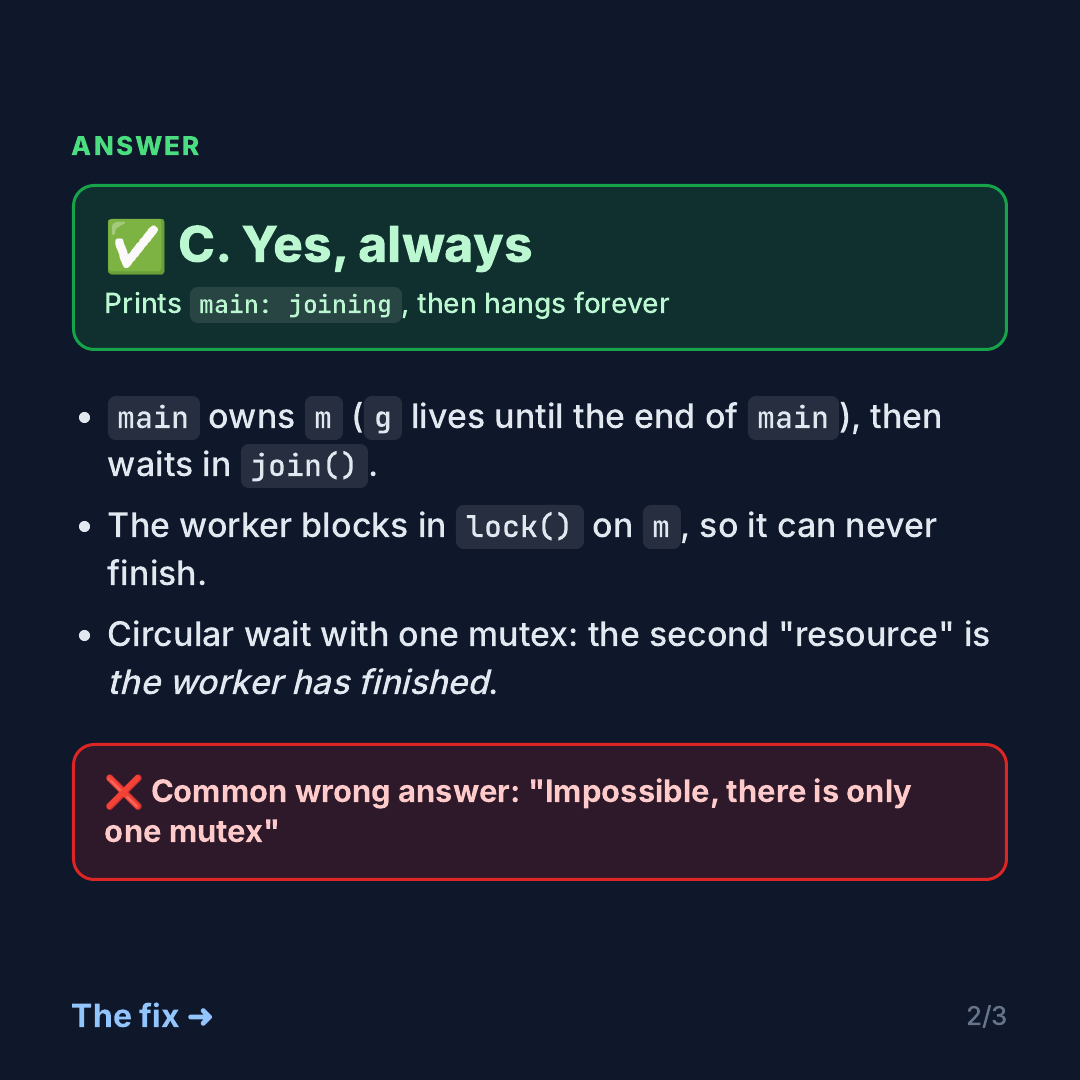 ANSWER
✅ C. Yes, always
Prints main: joining, then hangs forever
• main owns m (g lives until the end of main), then
waits in join().
• The worker blocks in lock() on m, so it can never
finish.
• Circular wait with one mutex: the second "resource" is
the worker has finished.
❌ Common wrong answer: "Impossible, there is only
one mutex"
The fix ➜
2/3